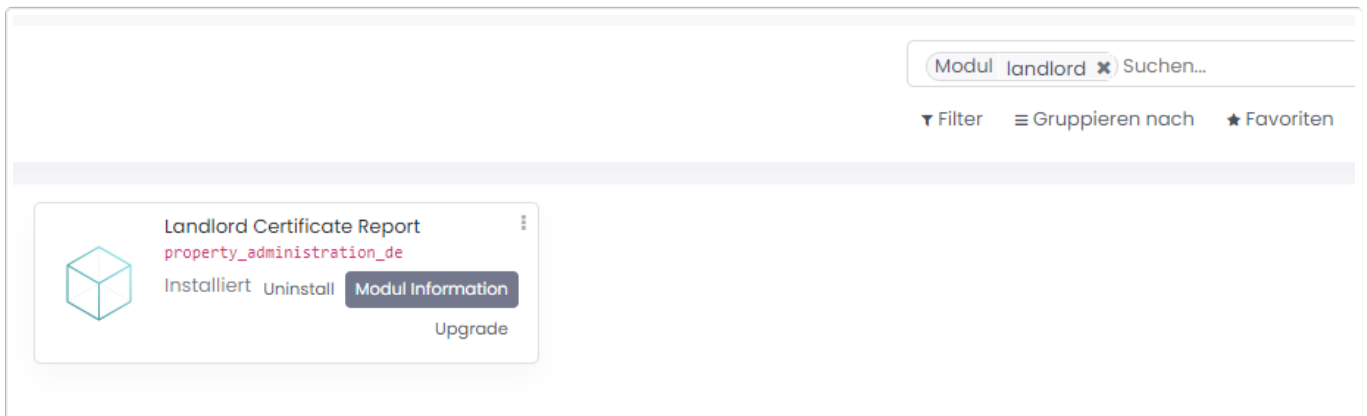 Modul landlord ✖ Suchen...
Filter Gruppieren nach Favoriten
Landlord Certificate Report
property_administration_de
Installiert Uninstall Modul Information
Upgrade